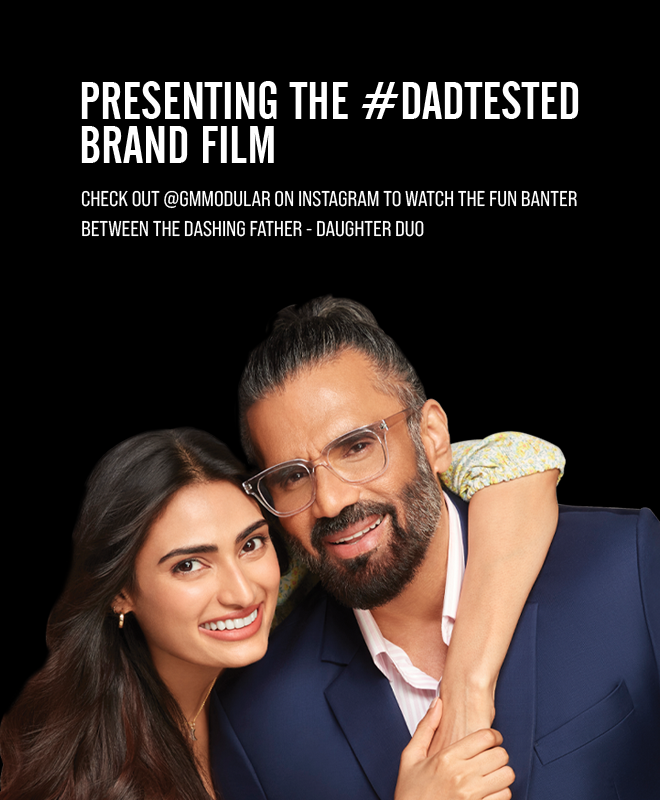 PRESENTING THE #DADTESTED
BRAND FILM
CHECK OUT @GMMODULAR ON INSTAGRAM TO WATCH THE FUN BANTER
BETWEEN THE DASHING FATHER - DAUGHTER DUO